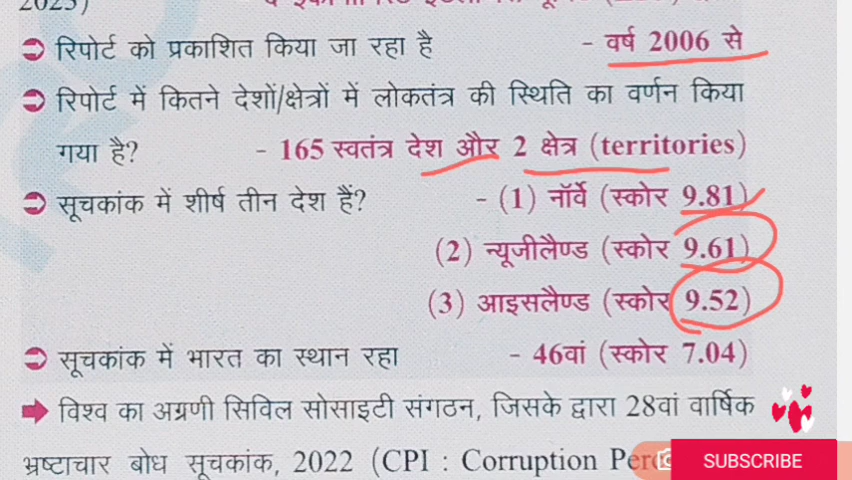 2023)
➲ रिपोर्ट को प्रकाशित किया जा रहा है - वर्ष 2006 से
➲ रिपोर्ट में कितने देशों/क्षेत्रों में लोकतंत्र की स्थिति का वर्णन किया
गया है? - 165 स्वतंत्र देश और 2 क्षेत्र (territories)
➲ सूचकांक में शीर्ष तीन देश हैं? - (1) नॉर्वे (स्कोर 9.81)
(2) न्यूजीलैण्ड (स्कोर 9.61)
(3) आइसलैण्ड (स्कोर 9.52)
➲ सूचकांक में भारत का स्थान रहा - 46वां (स्कोर 7.04)
➡ विश्व का अग्रणी सिविल सोसाइटी संगठन, जिसके द्वारा 28वां वार्षिक
भ्रष्टाचार बोध सूचकांक, 2022 (CPI : Corruption
SUBSCRIBE